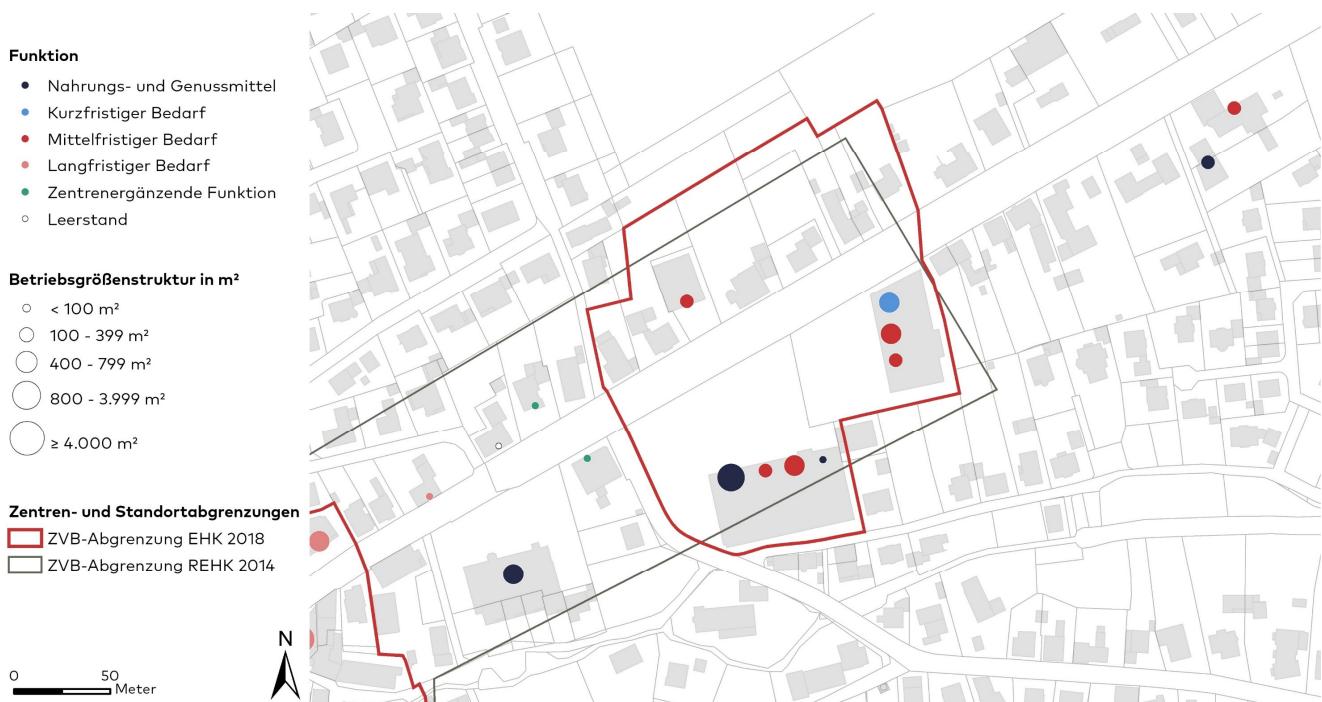 Funktion
Nahrungs- und Genussmittel
Kurzfristiger Bedarf
Mittelfristiger Bedarf
Langfristiger Bedarf
Zentrenergänzende Funktion
Leerstand
Betriebsgrößenstruktur in m²
< 100 m²
100 - 399 m²
400 - 799 m²
800 - 3.999 m²
≥ 4.000 m²
Zentren- und Standortabgrenzungen
ZVB-Abgrenzung EHK 2018
ZVB-Abgrenzung REHK 2014
N
0 50
Meter